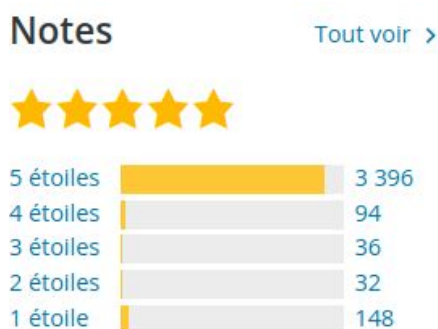 Notes Tout voir >
5 étoiles 3 396
4 étoiles 94
3 étoiles 36
2 étoiles 32
1 étoile 148